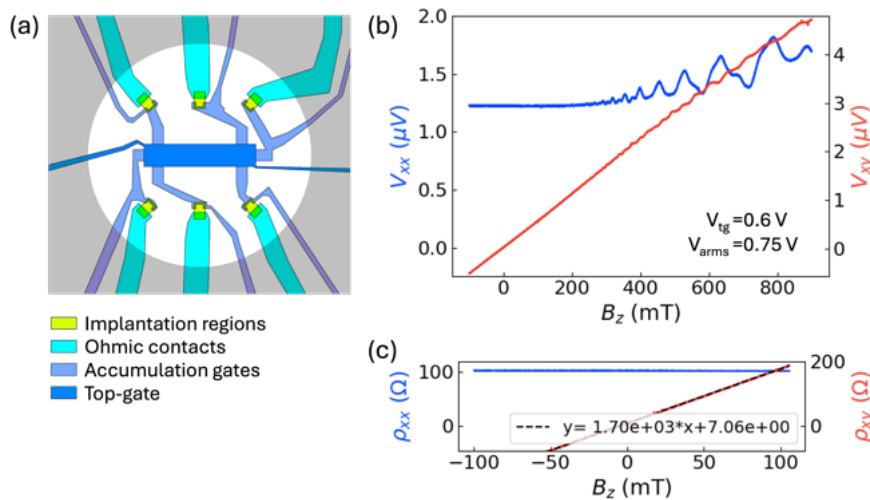 (a)
Implantation regions
Ohmic contacts
Accumulation gates
Top-gate
(b)
2.0
1.5
1.0
0.5
0.0
V_xx (μV)
4
3
2
1
0
V_xy (μV)
V_tg =0.6 V
V_arms =0.75 V
0 200 400 600 800
B_z (mT)
(c)
100
0
ρ_xx (Ω)
200
100
0
ρ_xy (Ω)
y= 1.70e+03*x+7.06e+00
−100 −50 0 50 100
B_z (mT)